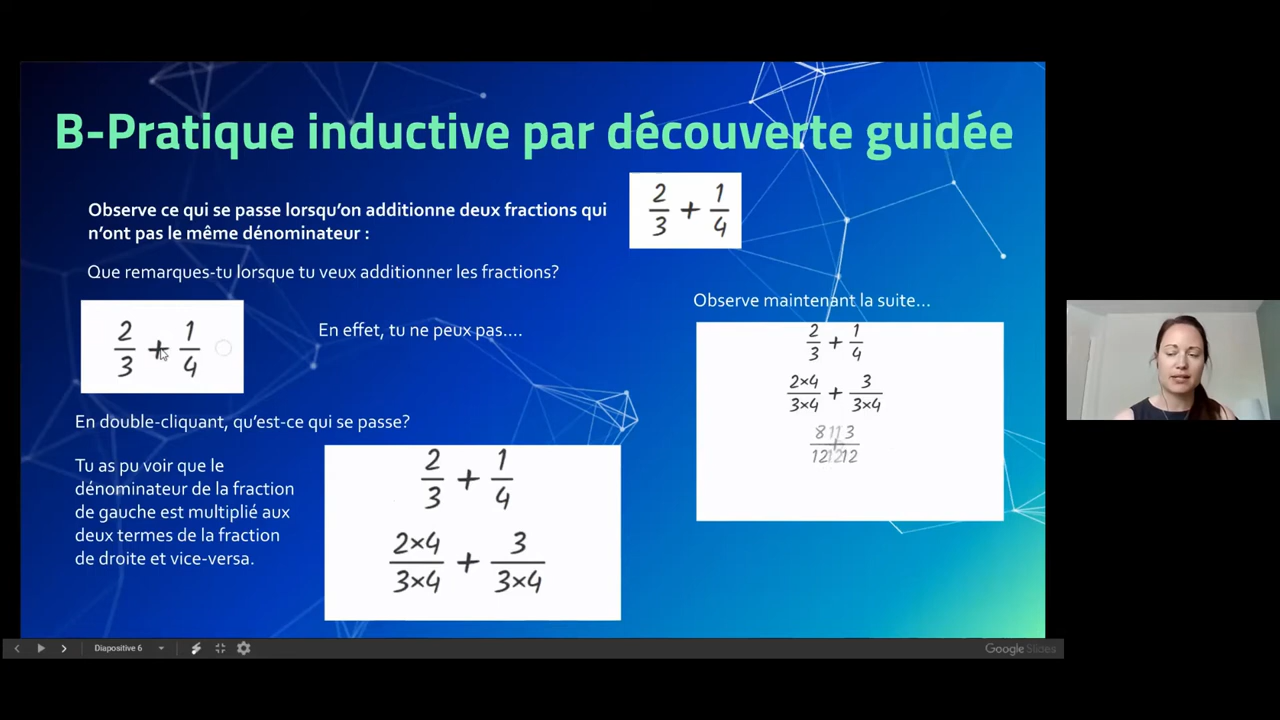 B-Pratique inductive par découverte guidée
Observe ce qui se passe lorsqu'on additionne deux fractions qui
n'ont pas le même dénominateur :
2/3 + 1/4
Que remarques-tu lorsque tu veux additionner les fractions?
2/3 + 1/4
En effet, tu ne peux pas....
En double-cliquant, qu'est-ce qui se passe?
Tu as pu voir que le
dénominateur de la fraction
de gauche est multiplié aux
deux termes de la fraction
de droite et vice-versa.
2/3 + 1/4
2×4/3×4 + 3/3×4
Observe maintenant la suite...
2/3 + 1/4
2×4/3×4 + 3/3×4
Diapositive 6
Google Slides